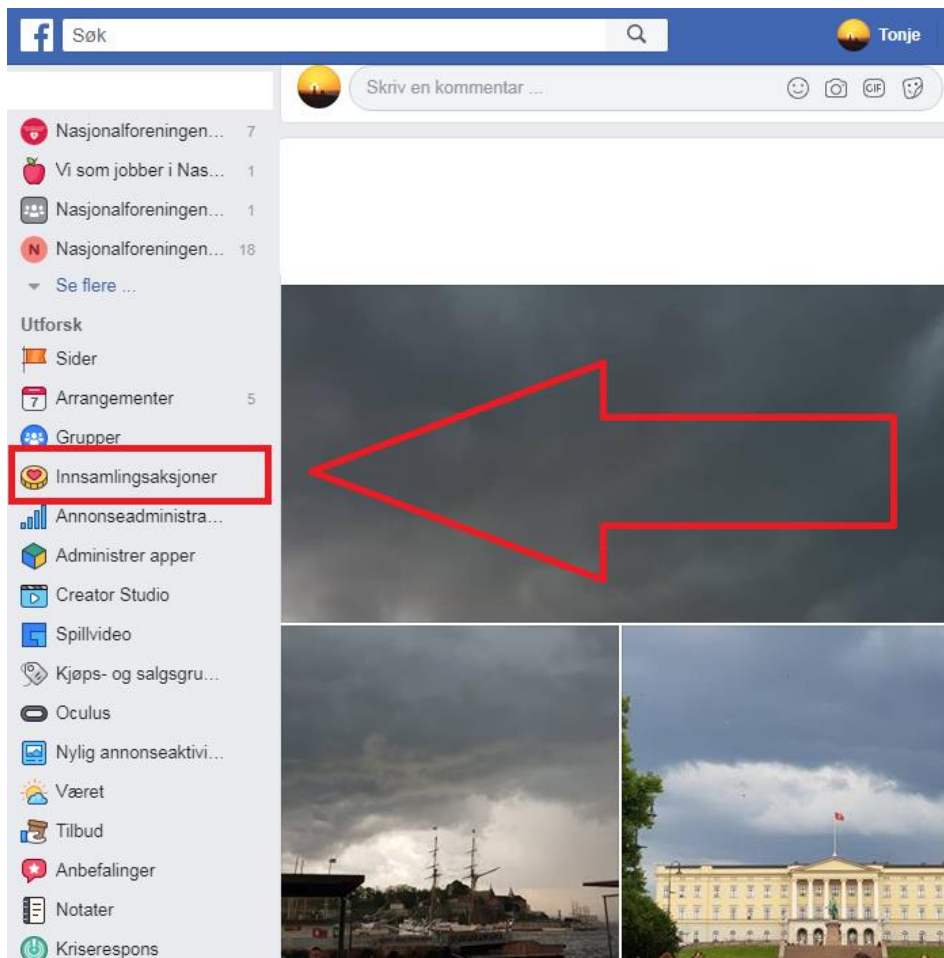 f Søk Tonje
Skriv en kommentar ... GIF
Nasjonalforeningen... 7
Vi som jobber i Nas... 1
Nasjonalforeningen... 1
N Nasjonalforeningen... 18
Se flere ...
Utforsk
Sider
7 Arrangementer 5
Grupper
Innsamlingsaksjoner
Annonseadministra...
Administrer apper
Creator Studio
Spillvideo
Kjøps- og salgsgru...
Oculus
Nylig annonseaktivi...
Været
Tilbud
Anbefalinger
Notater
Kriserespons